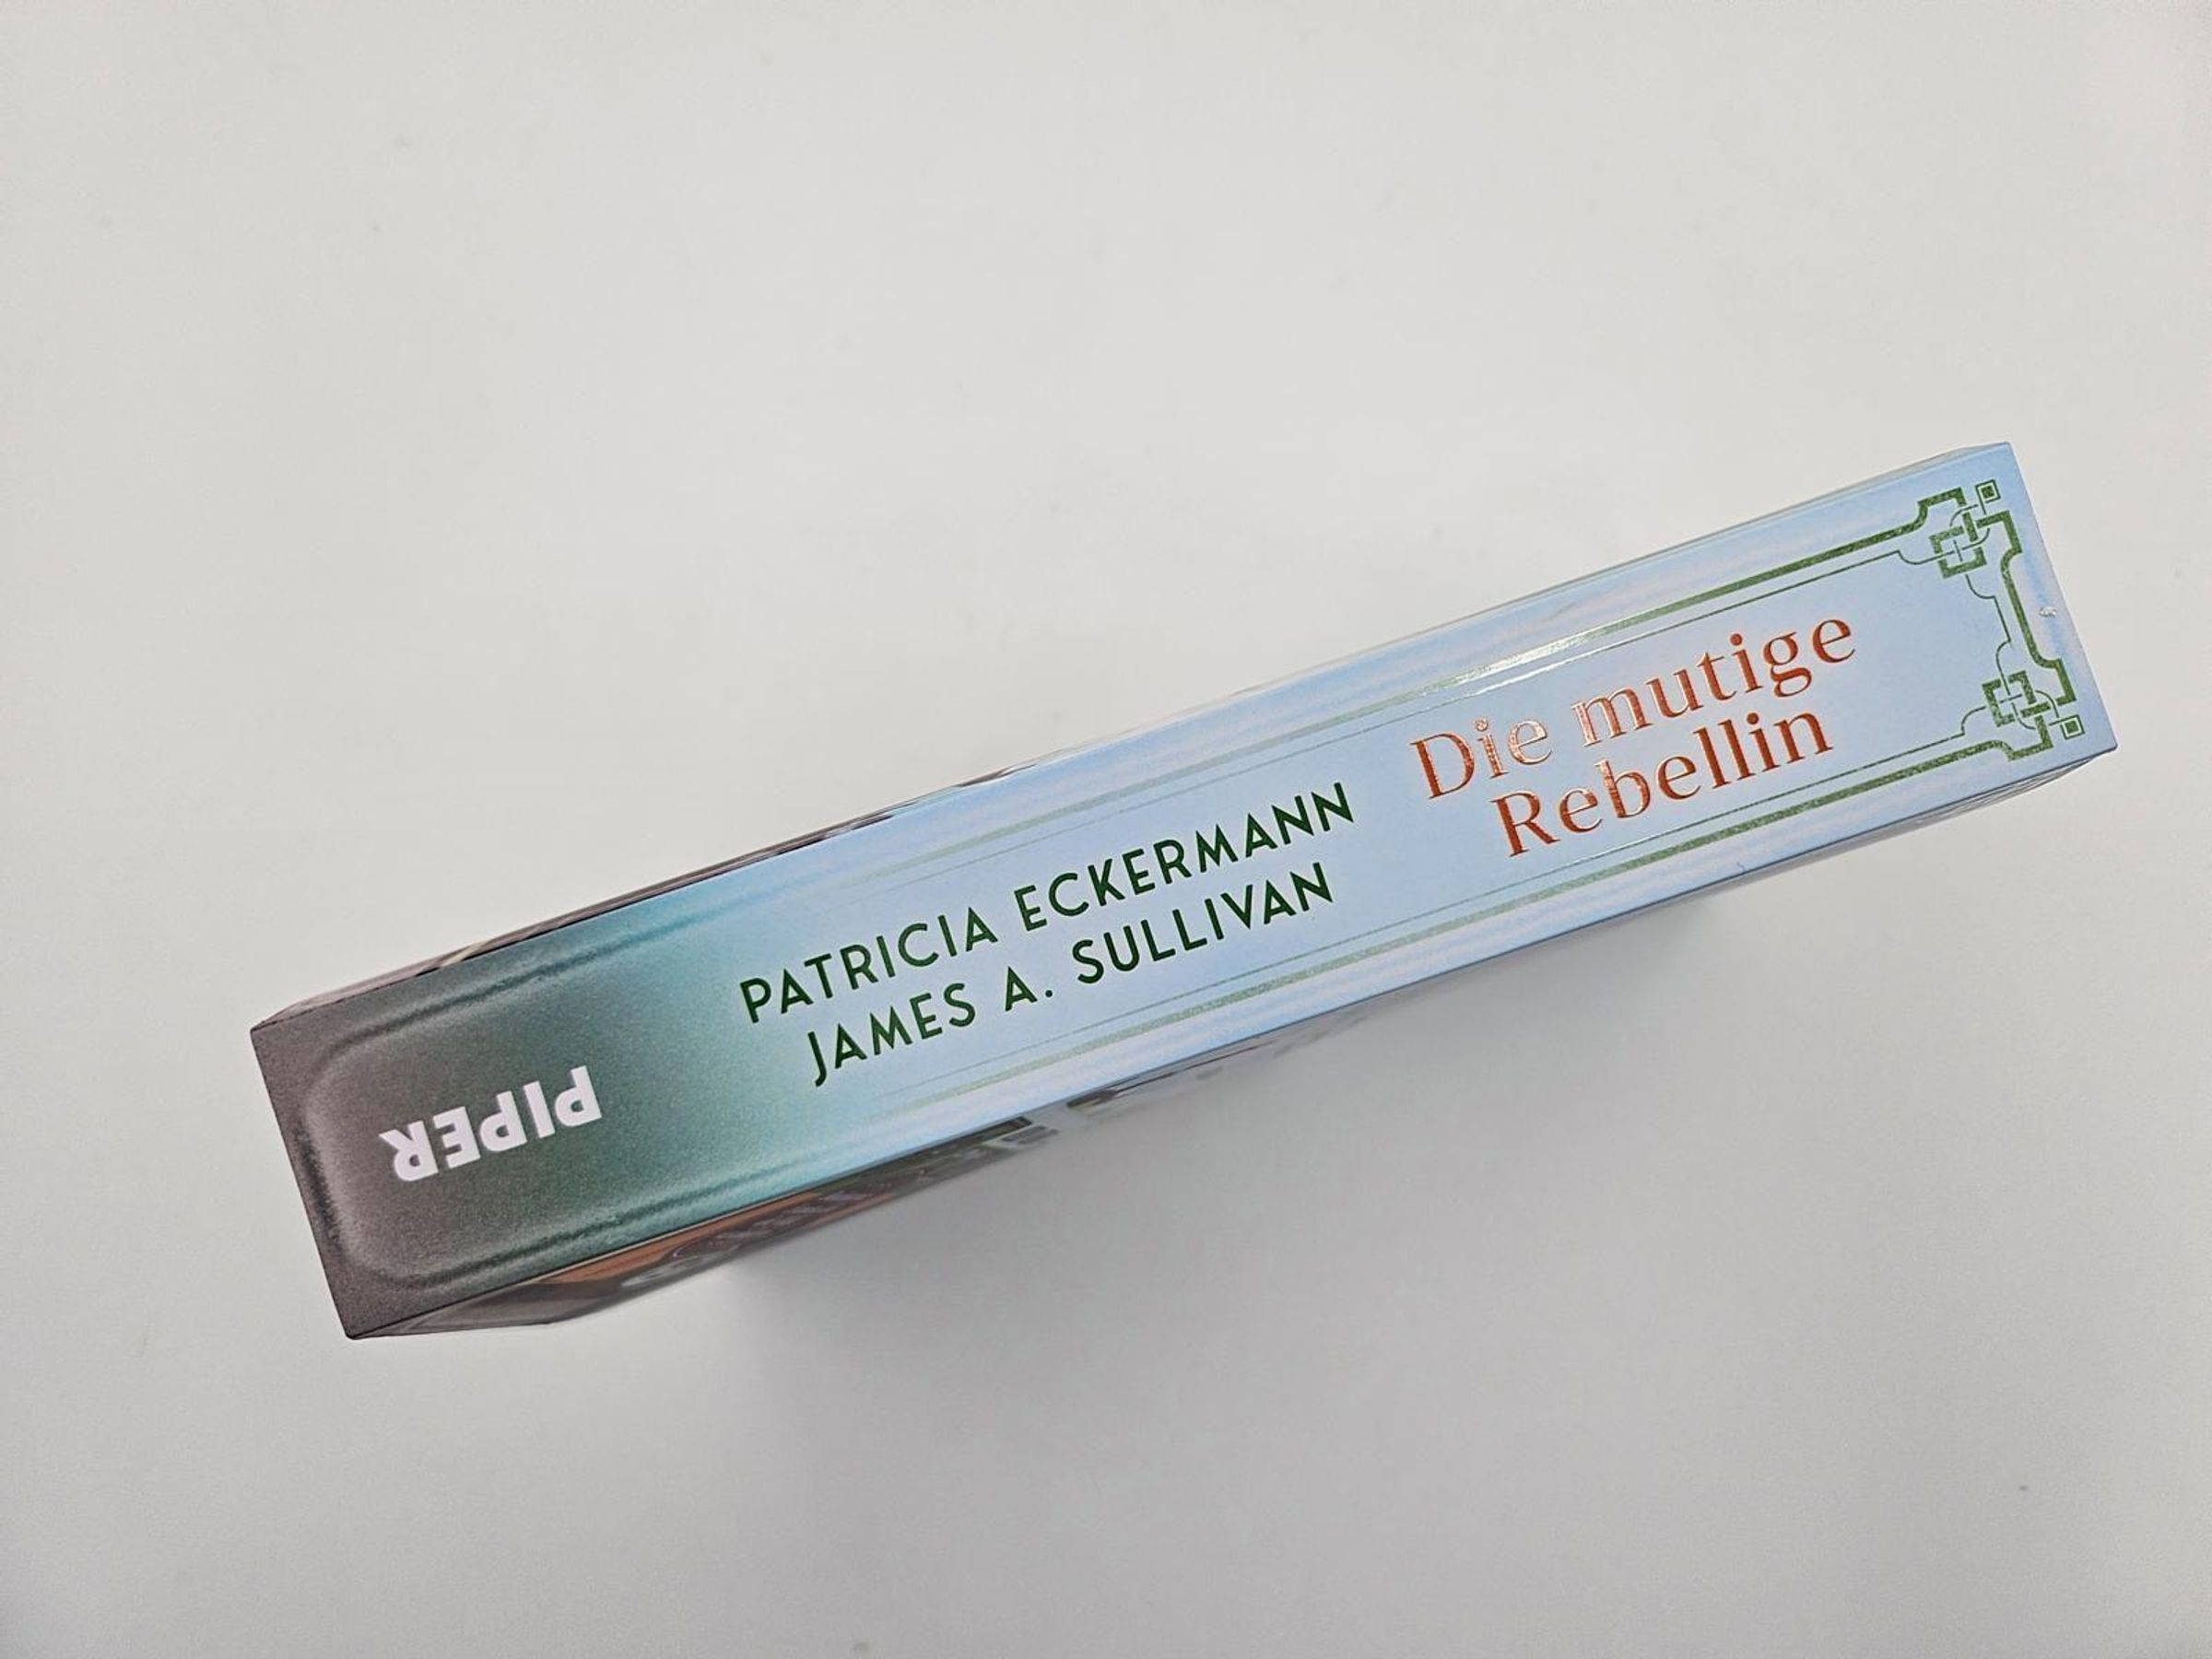 Die mutige
Rebellin
PATRICIA ECKERMANN
JAMES A. SULLIVAN
PIPER